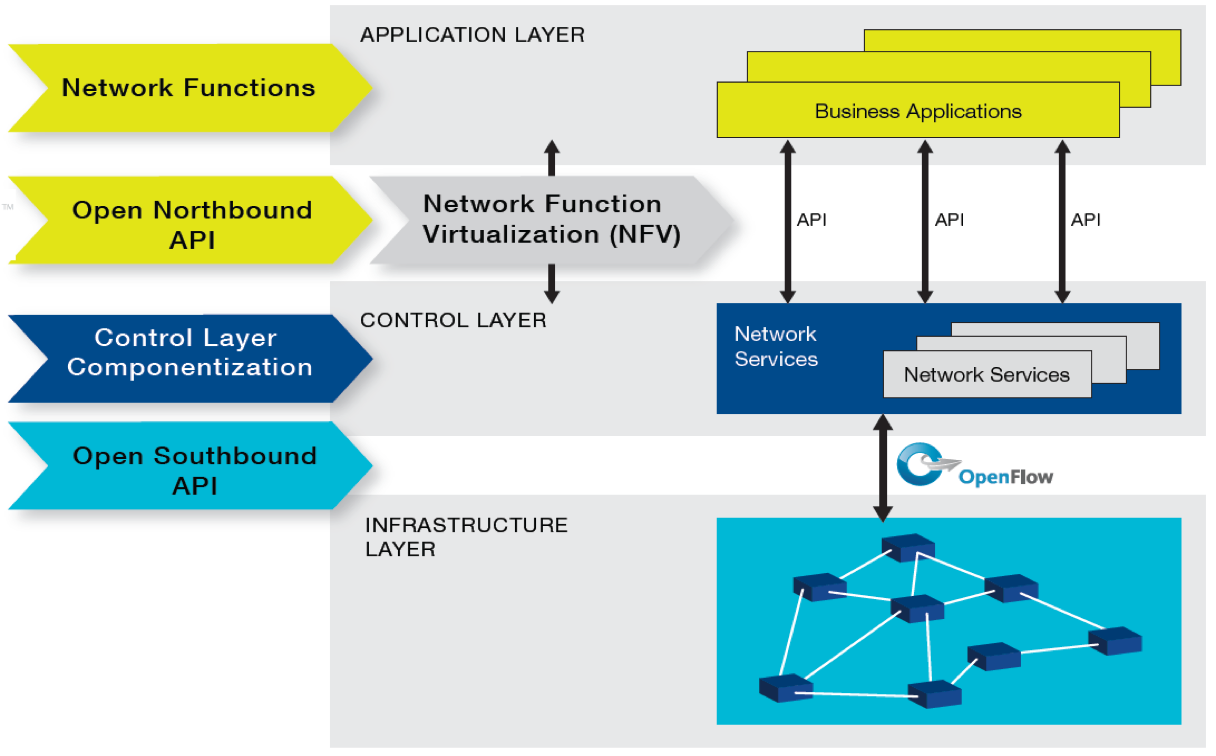 APPLICATION LAYER
Network Functions
Business Applications
™
Open Northbound
API
Network Function
Virtualization (NFV)
API
API
API
CONTROL LAYER
Control Layer
Componentization
Network
Services
Network Services
Open Southbound
API
OpenFlow
INFRASTRUCTURE
LAYER